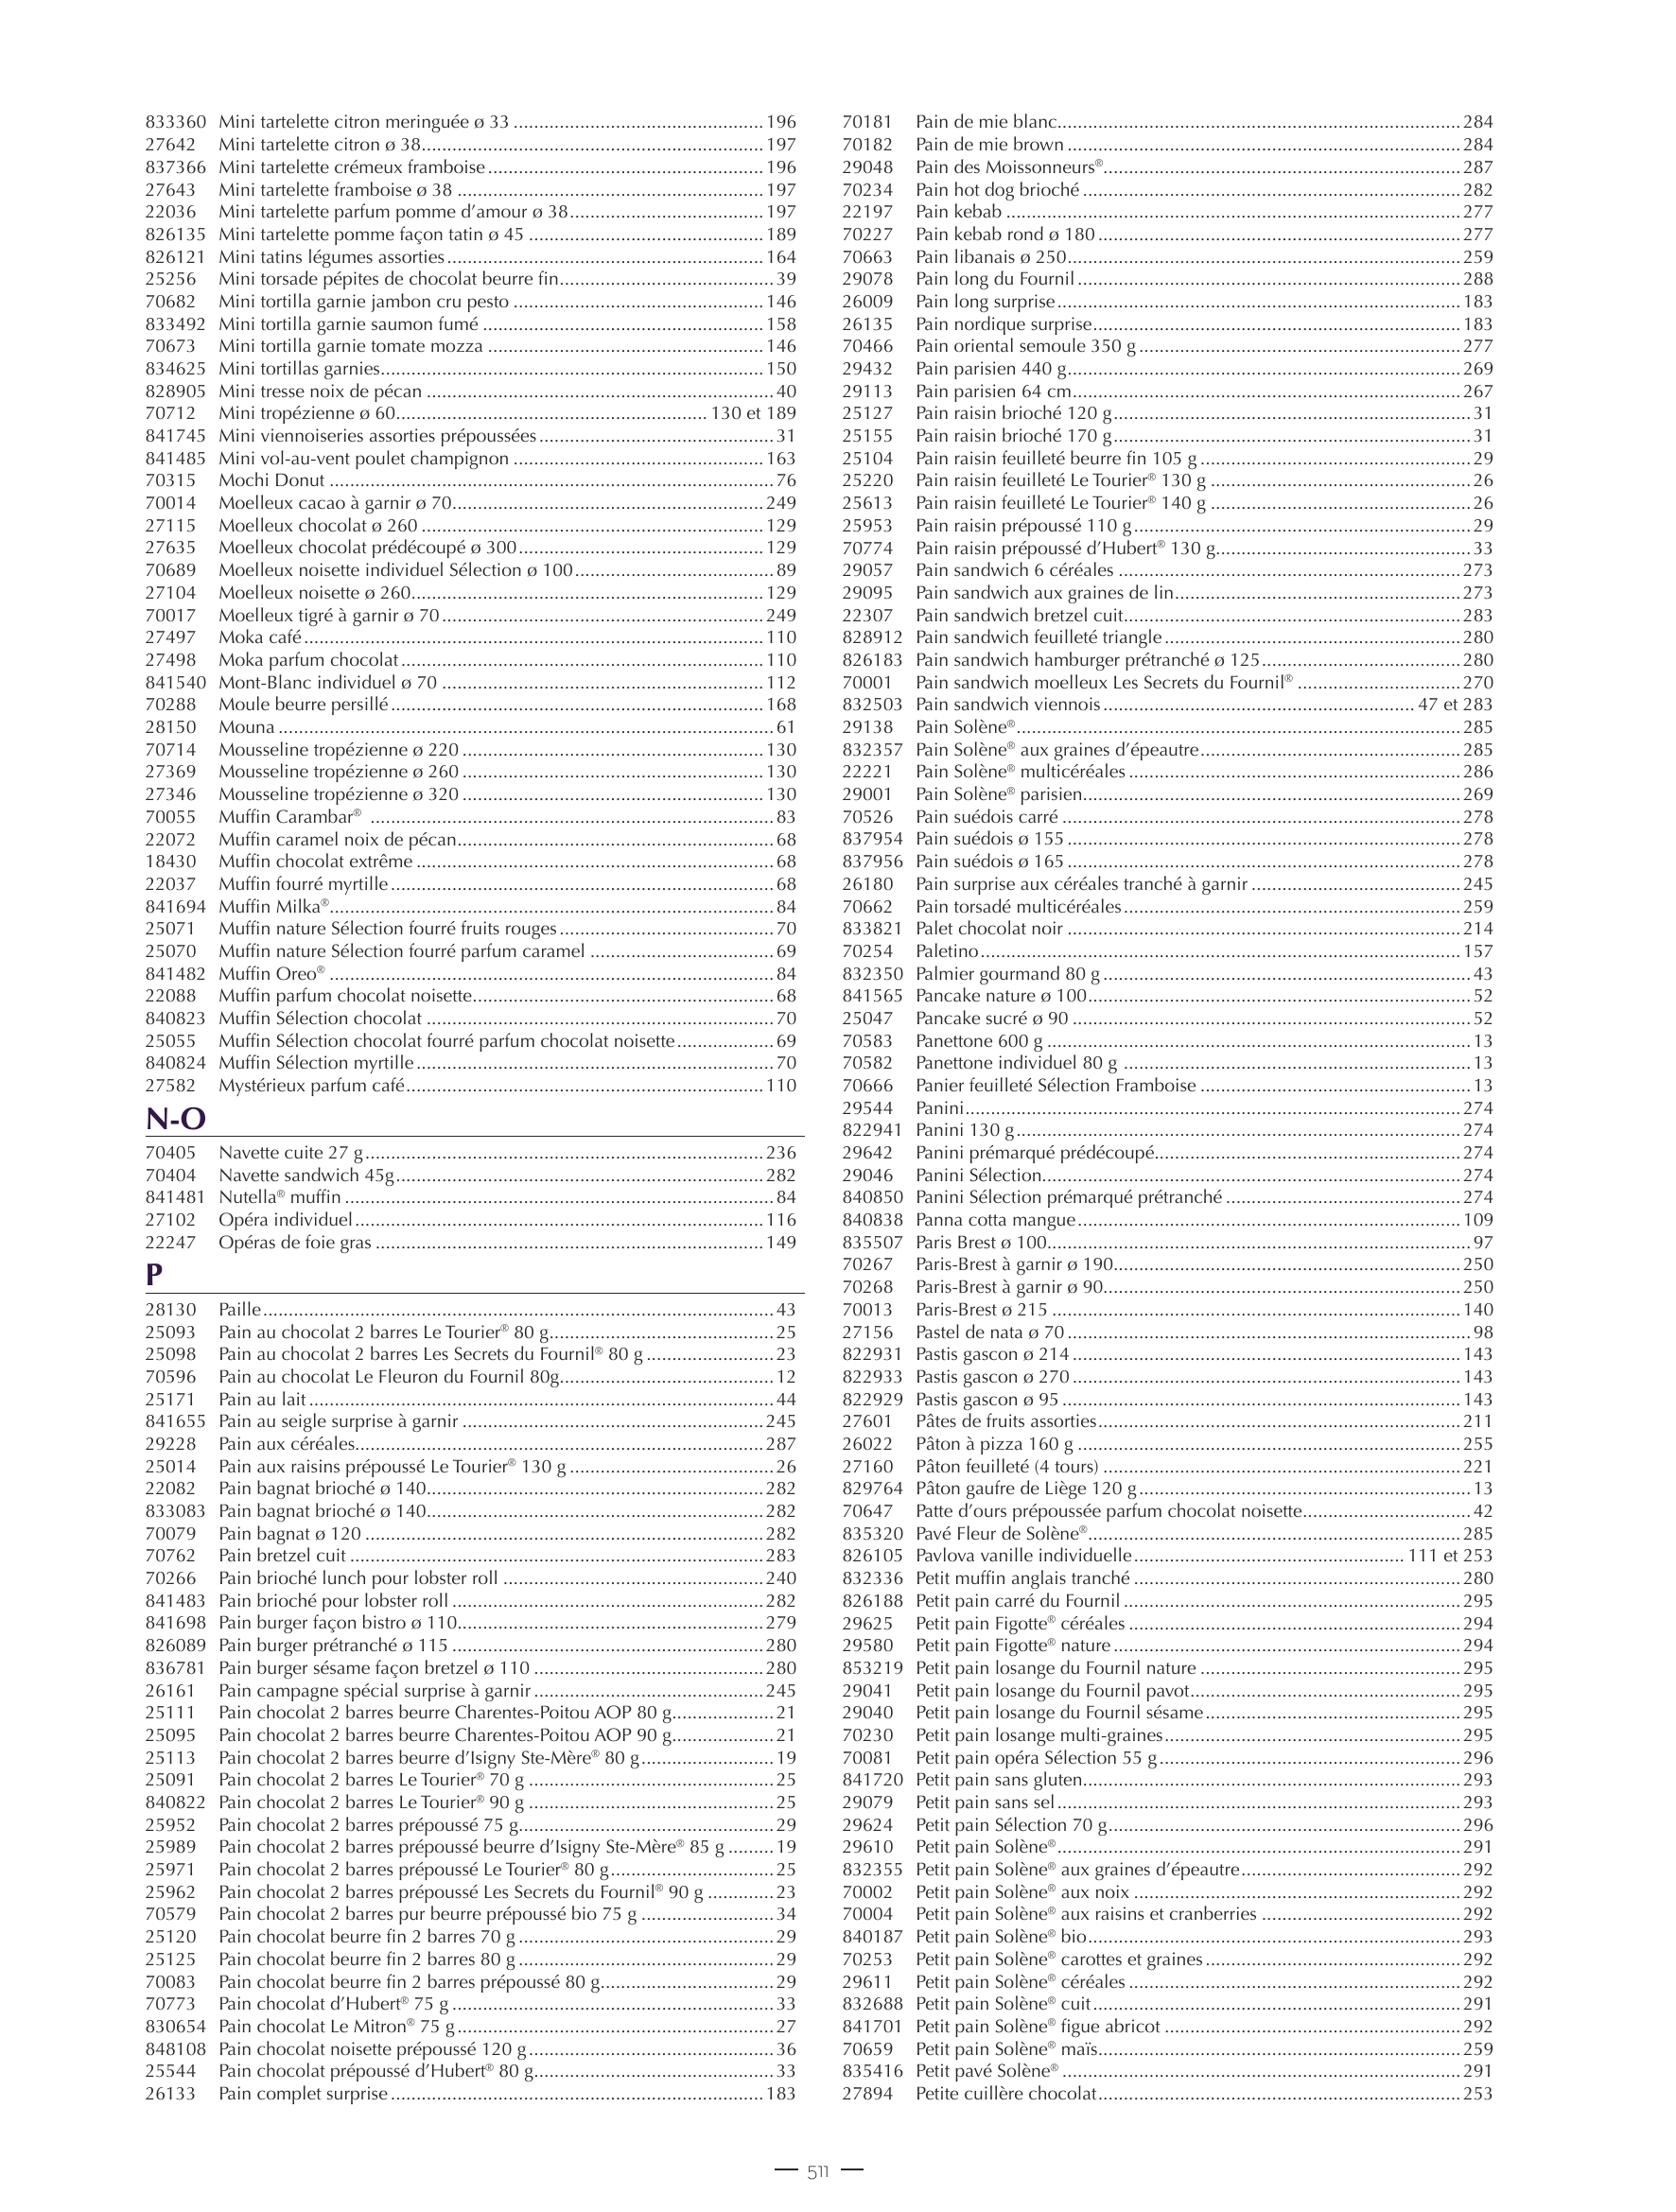 833360 Mini tartelette citron meringuée ø 33 ................................................. 196
27642 Mini tartelette citron ø 38................................................................... 197
837366 Mini tartelette crémeux framboise ...................................................... 196
27643 Mini tartelette framboise ø 38 ............................................................ 197
22036 Mini tartelette parfum pomme d’amour ø 38...................................... 197
826135 Mini tartelette pomme façon tatin ø 45 .............................................. 189
826121 Mini tatins légumes assorties .............................................................. 164
25256 Mini torsade pépites de chocolat beurre fin.......................................... 39
70682 Mini tortilla garnie jambon cru pesto ................................................. 146
833492 Mini tortilla garnie saumon fumé ....................................................... 158
70673 Mini tortilla garnie tomate mozza ...................................................... 146
834625 Mini tortillas garnies........................................................................... 150
828905 Mini tresse noix de pécan .................................................................... 40
70712 Mini tropézienne ø 60............................................................. 130 et 189
841745 Mini viennoiseries assorties prépoussées .............................................. 31
841485 Mini vol-au-vent poulet champignon ................................................. 163
70315 Mochi Donut ....................................................................................... 76
70014 Moelleux cacao à garnir ø 70............................................................. 249
27115 Moelleux chocolat ø 260 ................................................................... 129
27635 Moelleux chocolat prédécoupé ø 300................................................ 129
70689 Moelleux noisette individuel Sélection ø 100....................................... 89
27104 Moelleux noisette ø 260..................................................................... 129
70017 Moelleux tigré à garnir ø 70 ............................................................... 249
27497 Moka café .......................................................................................... 110
27498 Moka parfum chocolat ....................................................................... 110
841540 Mont-Blanc individuel ø 70 ............................................................... 112
70288 Moule beurre persillé ......................................................................... 168
28150 Mouna ................................................................................................. 61
70714 Mousseline tropézienne ø 220 ........................................................... 130
27369 Mousseline tropézienne ø 260 ........................................................... 130
27346 Mousseline tropézienne ø 320 ........................................................... 130
70055 Muffin Carambar® ............................................................................... 83
22072 Muffin caramel noix de pécan.............................................................. 68
18430 Muffin chocolat extrême ...................................................................... 68
22037 Muffin fourré myrtille ........................................................................... 68
841694 Muffin Milka®....................................................................................... 84
25071 Muffin nature Sélection fourré fruits rouges .......................................... 70
25070 Muffin nature Sélection fourré parfum caramel .................................... 69
841482 Muffin Oreo® ....................................................................................... 84
22088 Muffin parfum chocolat noisette........................................................... 68
840823 Muffin Sélection chocolat .................................................................... 70
25055 Muffin Sélection chocolat fourré parfum chocolat noisette ................... 69
840824 Muffin Sélection myrtille ...................................................................... 70
27582 Mystérieux parfum café...................................................................... 110
N-O
70405 Navette cuite 27 g .............................................................................. 236
70404 Navette sandwich 45g........................................................................ 282
841481 Nutella® muffin .................................................................................... 84
27102 Opéra individuel ................................................................................ 116
22247 Opéras de foie gras ............................................................................ 149
P
28130 Paille .................................................................................................... 43
25093 Pain au chocolat 2 barres Le Tourier® 80 g............................................ 25
25098 Pain au chocolat 2 barres Les Secrets du Fournil® 80 g ......................... 23
70596 Pain au chocolat Le Fleuron du Fournil 80g.......................................... 12
25171 Pain au lait ........................................................................................... 44
841655 Pain au seigle surprise à garnir ........................................................... 245
29228 Pain aux céréales................................................................................ 287
25014 Pain aux raisins prépoussé Le Tourier® 130 g ........................................ 26
22082 Pain bagnat brioché ø 140.................................................................. 282
833083 Pain bagnat brioché ø 140.................................................................. 282
70079 Pain bagnat ø 120 .............................................................................. 282
70762 Pain bretzel cuit ................................................................................. 283
70266 Pain brioché lunch pour lobster roll ................................................... 240
841483 Pain brioché pour lobster roll ............................................................. 282
841698 Pain burger façon bistro ø 110............................................................ 279
826089 Pain burger prétranché ø 115 ............................................................. 280
836781 Pain burger sésame façon bretzel ø 110 ............................................. 280
26161 Pain campagne spécial surprise à garnir ............................................. 245
25111 Pain chocolat 2 barres beurre Charentes-Poitou AOP 80 g.................... 21
25095 Pain chocolat 2 barres beurre Charentes-Poitou AOP 90 g.................... 21
25113 Pain chocolat 2 barres beurre d’Isigny Ste-Mère® 80 g .......................... 19
25091 Pain chocolat 2 barres Le Tourier® 70 g ................................................ 25
840822 Pain chocolat 2 barres Le Tourier® 90 g ................................................ 25
25952 Pain chocolat 2 barres prépoussé 75 g.................................................. 29
25989 Pain chocolat 2 barres prépoussé beurre d’Isigny Ste-Mère® 85 g ......... 19
25971 Pain chocolat 2 barres prépoussé Le Tourier® 80 g ................................ 25
25962 Pain chocolat 2 barres prépoussé Les Secrets du Fournil® 90 g ............. 23
70579 Pain chocolat 2 barres pur beurre prépoussé bio 75 g .......................... 34
25120 Pain chocolat beurre fin 2 barres 70 g .................................................. 29
25125 Pain chocolat beurre fin 2 barres 80 g .................................................. 29
70083 Pain chocolat beurre fin 2 barres prépoussé 80 g.................................. 29
70773 Pain chocolat d’Hubert® 75 g ............................................................... 33
830654 Pain chocolat Le Mitron® 75 g .............................................................. 27
848108 Pain chocolat noisette prépoussé 120 g ................................................ 36
25544 Pain chocolat prépoussé d’Hubert® 80 g............................................... 33
26133 Pain complet surprise ......................................................................... 183
70181 Pain de mie blanc............................................................................... 284
70182 Pain de mie brown ............................................................................. 284
29048 Pain des Moissonneurs®...................................................................... 287
70234 Pain hot dog brioché .......................................................................... 282
22197 Pain kebab ......................................................................................... 277
70227 Pain kebab rond ø 180 ....................................................................... 277
70663 Pain libanais ø 250............................................................................. 259
29078 Pain long du Fournil ........................................................................... 288
26009 Pain long surprise ............................................................................... 183
26135 Pain nordique surprise........................................................................ 183
70466 Pain oriental semoule 350 g ............................................................... 277
29432 Pain parisien 440 g............................................................................. 269
29113 Pain parisien 64 cm............................................................................ 267
25127 Pain raisin brioché 120 g...................................................................... 31
25155 Pain raisin brioché 170 g...................................................................... 31
25104 Pain raisin feuilleté beurre fin 105 g ..................................................... 29
25220 Pain raisin feuilleté Le Tourier® 130 g ................................................... 26
25613 Pain raisin feuilleté Le Tourier® 140 g ................................................... 26
25953 Pain raisin prépoussé 110 g .................................................................. 29
70774 Pain raisin prépoussé d’Hubert® 130 g.................................................. 33
29057 Pain sandwich 6 céréales ................................................................... 273
29095 Pain sandwich aux graines de lin........................................................ 273
22307 Pain sandwich bretzel cuit.................................................................. 283
828912 Pain sandwich feuilleté triangle .......................................................... 280
826183 Pain sandwich hamburger prétranché ø 125....................................... 280
70001 Pain sandwich moelleux Les Secrets du Fournil® ................................ 270
832503 Pain sandwich viennois ............................................................. 47 et 283
29138 Pain Solène®....................................................................................... 285
832357 Pain Solène® aux graines d’épeautre................................................... 285
22221 Pain Solène® multicéréales ................................................................. 286
29001 Pain Solène® parisien.......................................................................... 269
70526 Pain suédois carré .............................................................................. 278
837954 Pain suédois ø 155 ............................................................................. 278
837956 Pain suédois ø 165 ............................................................................. 278
26180 Pain surprise aux céréales tranché à garnir ......................................... 245
70662 Pain torsadé multicéréales .................................................................. 259
833821 Palet chocolat noir ............................................................................. 214
70254 Paletino.............................................................................................. 157
832350 Palmier gourmand 80 g ........................................................................ 43
841565 Pancake nature ø 100........................................................................... 52
25047 Pancake sucré ø 90 .............................................................................. 52
70583 Panettone 600 g ................................................................................... 13
70582 Panettone individuel 80 g .................................................................... 13
70666 Panier feuilleté Sélection Framboise ..................................................... 13
29544 Panini................................................................................................. 274
822941 Panini 130 g ....................................................................................... 274
29642 Panini prémarqué prédécoupé............................................................ 274
29046 Panini Sélection.................................................................................. 274
840850 Panini Sélection prémarqué prétranché .............................................. 274
840838 Panna cotta mangue ........................................................................... 109
835507 Paris Brest ø 100................................................................................... 97
70267 Paris-Brest à garnir ø 190.................................................................... 250
70268 Paris-Brest à garnir ø 90...................................................................... 250
70013 Paris-Brest ø 215 ................................................................................ 140
27156 Pastel de nata ø 70 ............................................................................... 98
822931 Pastis gascon ø 214 ............................................................................ 143
822933 Pastis gascon ø 270 ............................................................................ 143
822929 Pastis gascon ø 95 .............................................................................. 143
27601 Pâtes de fruits assorties....................................................................... 211
26022 Pâton à pizza 160 g ........................................................................... 255
27160 Pâton feuilleté (4 tours) ...................................................................... 221
829764 Pâton gaufre de Liège 120 g ................................................................. 13
70647 Patte d’ours prépoussée parfum chocolat noisette................................. 42
835320 Pavé Fleur de Solène®......................................................................... 285
826105 Pavlova vanille individuelle..................................................... 111 et 253
832336 Petit muffin anglais tranché ................................................................ 280
826188 Petit pain carré du Fournil .................................................................. 295
29625 Petit pain Figotte® céréales ................................................................. 294
29580 Petit pain Figotte® nature .................................................................... 294
853219 Petit pain losange du Fournil nature ................................................... 295
29041 Petit pain losange du Fournil pavot..................................................... 295
29040 Petit pain losange du Fournil sésame .................................................. 295
70230 Petit pain losange multi-graines .......................................................... 295
70081 Petit pain opéra Sélection 55 g ........................................................... 296
841720 Petit pain sans gluten.......................................................................... 293
29079 Petit pain sans sel ............................................................................... 293
29624 Petit pain Sélection 70 g..................................................................... 296
29610 Petit pain Solène®............................................................................... 291
832355 Petit pain Solène® aux graines d’épeautre........................................... 292
70002 Petit pain Solène® aux noix ................................................................ 292
70004 Petit pain Solène® aux raisins et cranberries ....................................... 292
840187 Petit pain Solène® bio......................................................................... 293
70253 Petit pain Solène® carottes et graines .................................................. 292
29611 Petit pain Solène® céréales ................................................................. 292
832688 Petit pain Solène® cuit ........................................................................ 291
841701 Petit pain Solène® figue abricot .......................................................... 292
70659 Petit pain Solène® maïs....................................................................... 259
835416 Petit pavé Solène® .............................................................................. 291
27894 Petite cuillère chocolat....................................................................... 253
511